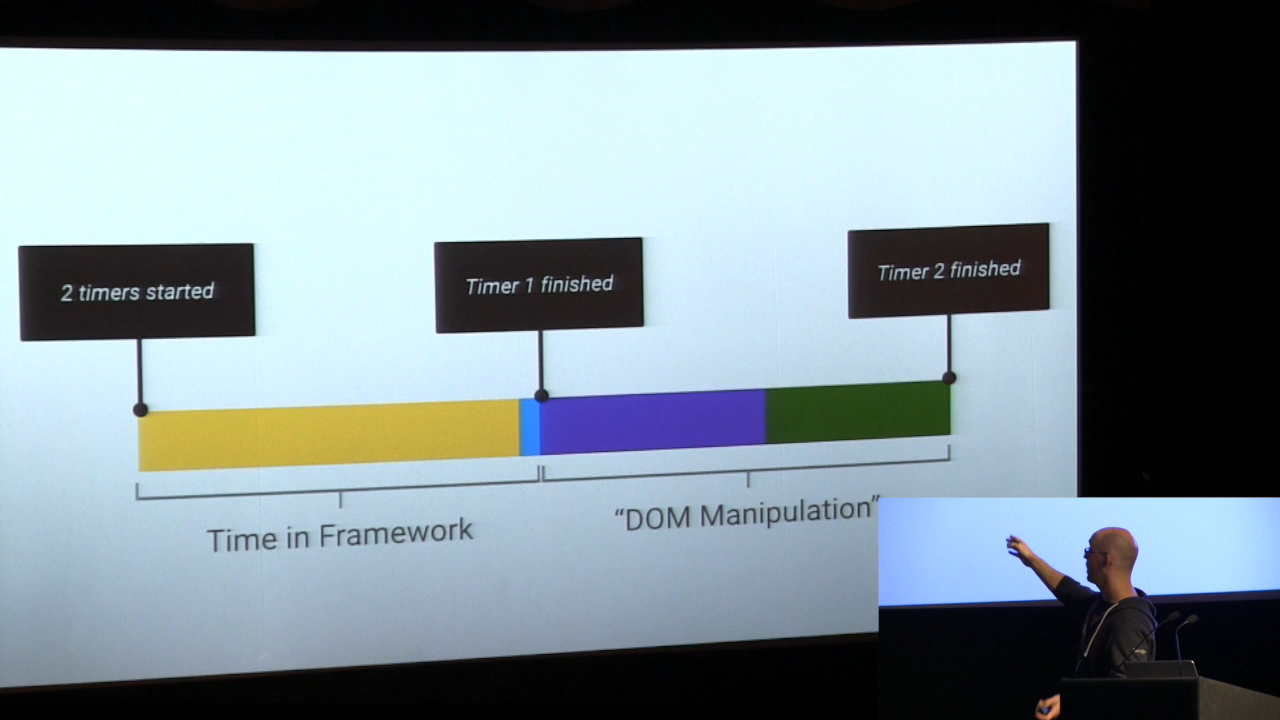 2 timers started
Timer 1 finished
Timer 2 finished
Time in Framework
“DOM Manipulation”